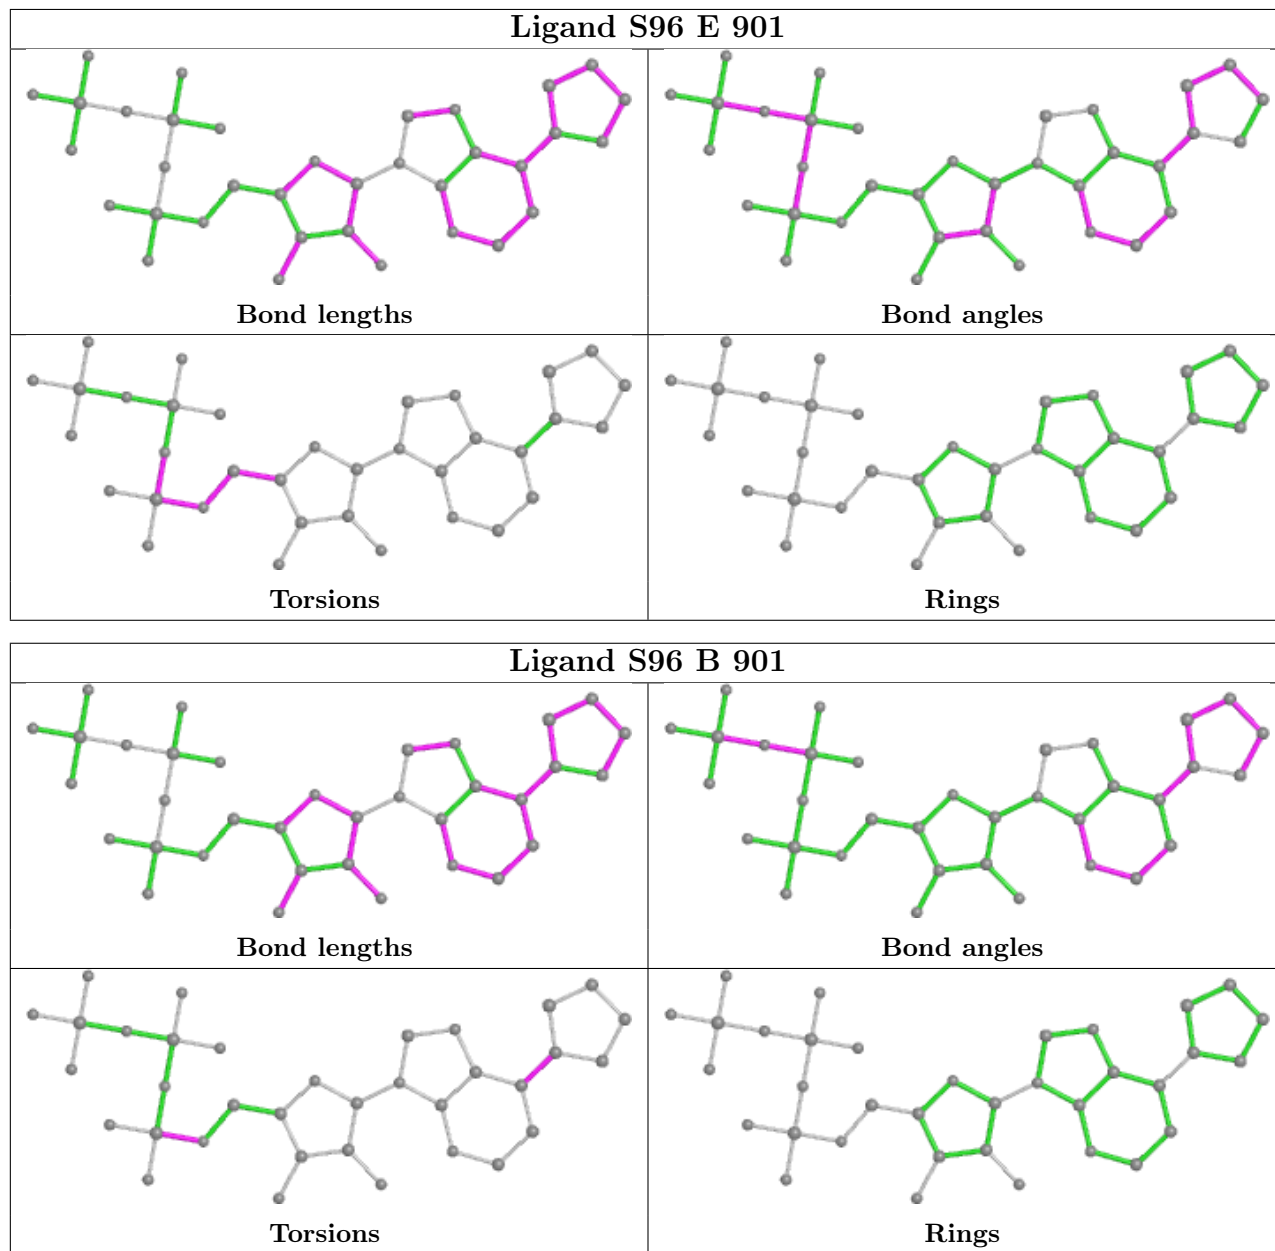 Ligand S96 E 901
Bond lengths
Bond angles
Torsions
Rings
Ligand S96 B 901
Bond lengths
Bond angles
Torsions
Rings